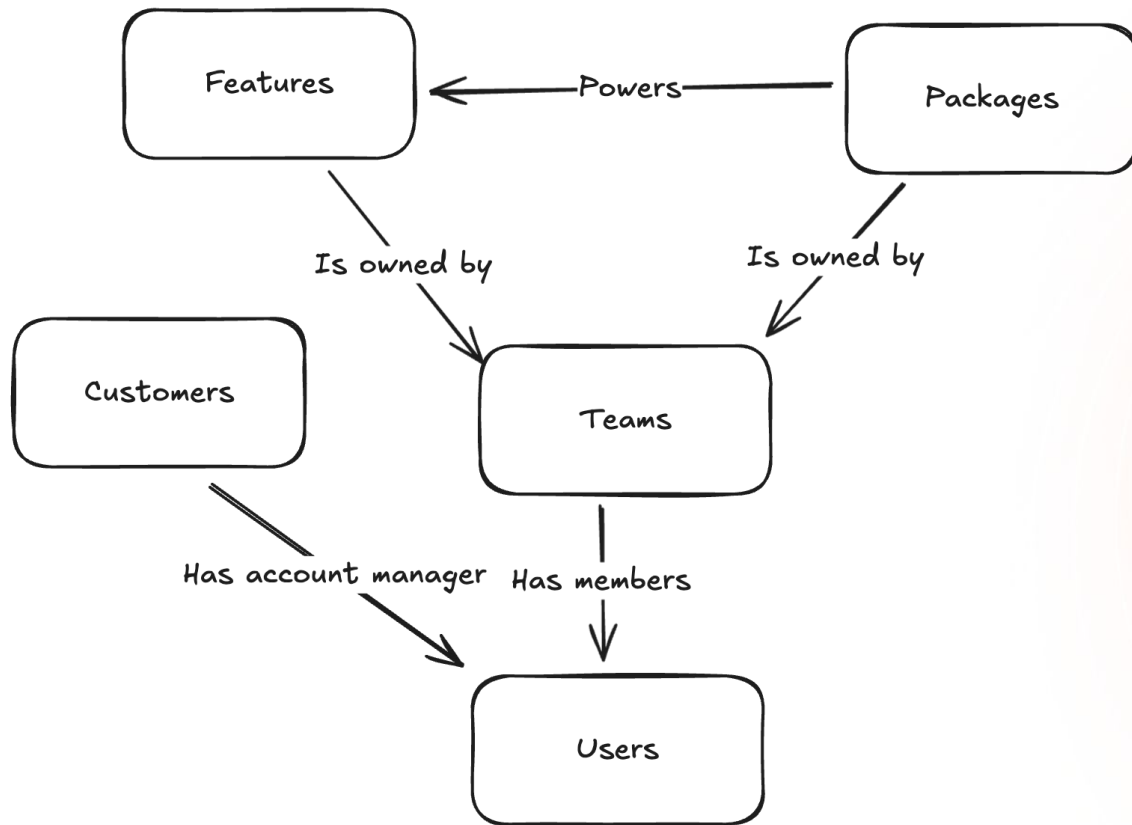 Features
Powers
Packages
Is owned by
Is owned by
Customers
Teams
Has account manager
Has members
Users